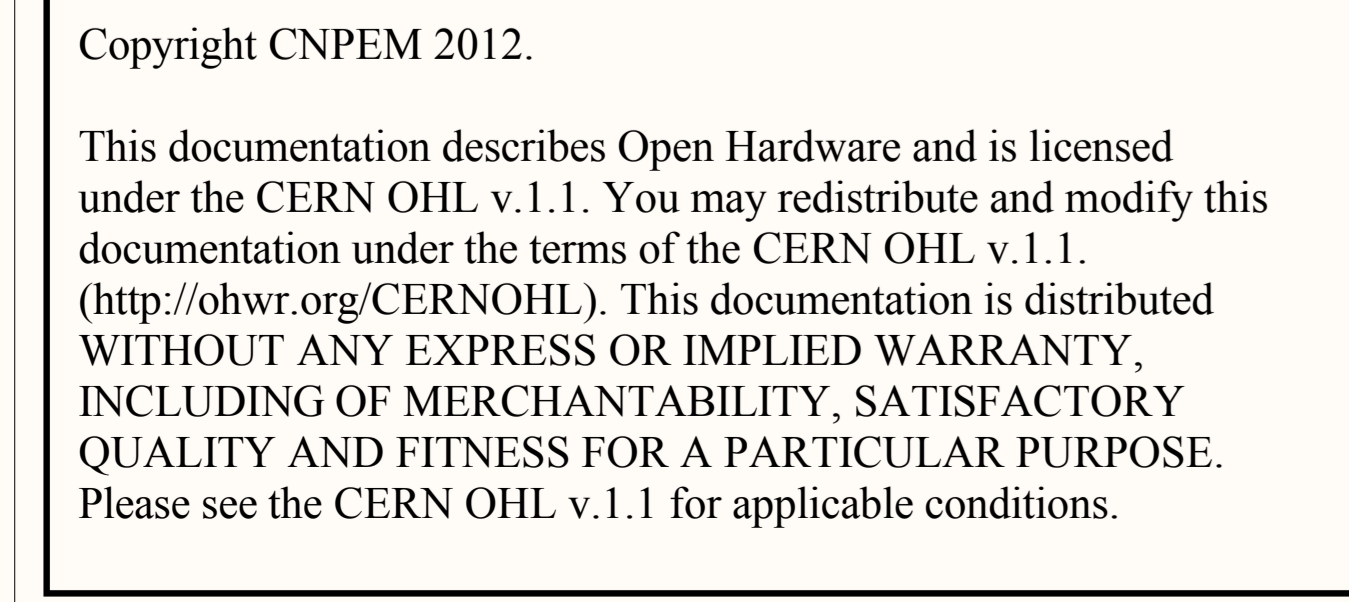 Copyright CNPEM 2012.
This documentation describes Open Hardware and is licensed
under the CERN OHL v.1.1. You may redistribute and modify this
documentation under the terms of the CERN OHL v.1.1.
(http://ohwr.org/CERNOHL). This documentation is distributed
WITHOUT ANY EXPRESS OR IMPLIED WARRANTY,
INCLUDING OF MERCHANTABILITY, SATISFACTORY
QUALITY AND FITNESS FOR A PARTICULAR PURPOSE.
Please see the CERN OHL v.1.1 for applicable conditions.